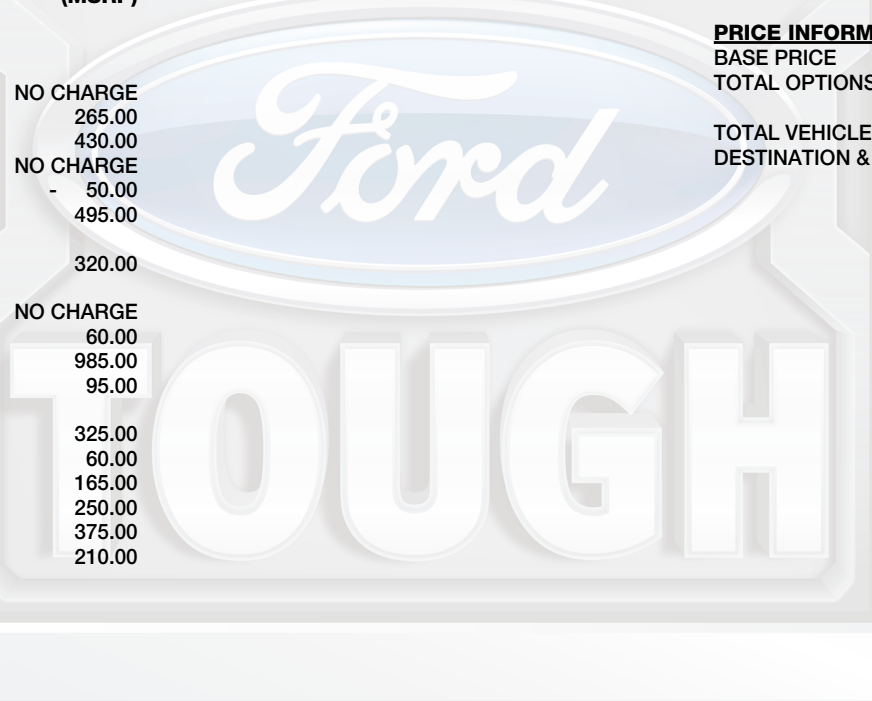 (MSRP)
NO CHARGE
265.00
430.00
NO CHARGE
- 50.00
495.00
320.00
NO CHARGE
60.00
985.00
95.00
325.00
60.00
165.00
250.00
375.00
210.00
PRICE INFORM
BASE PRICE
TOTAL OPTIONS
TOTAL VEHICLE
DESTINATION &
Ford
TOUGH